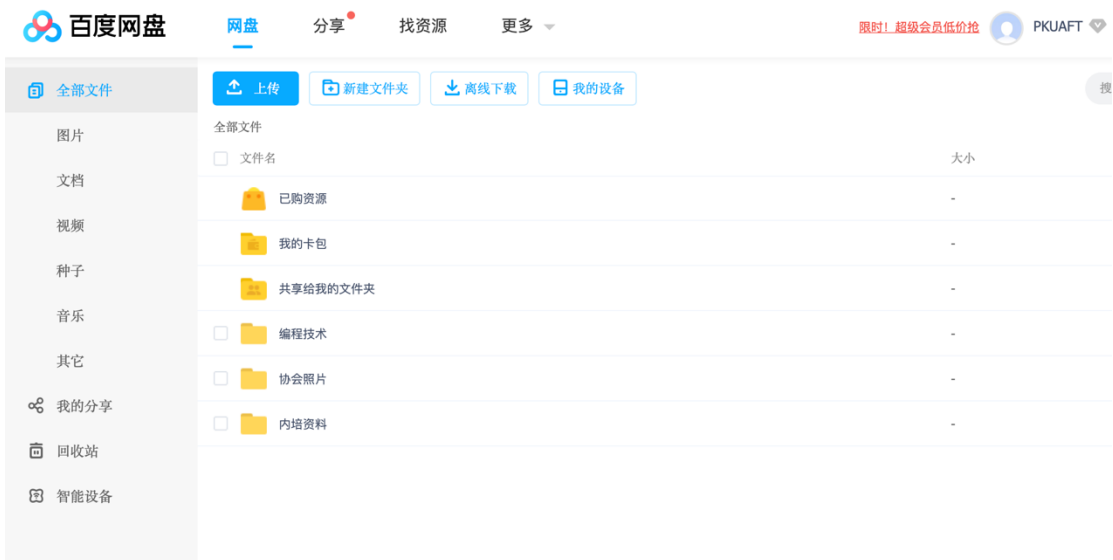 百度网盘
网盘 分享 找资源 更多
限时！超级会员低价抢 PKUAFT
全部文件
图片
文档
视频
种子
音乐
其它
我的分享
回收站
智能设备
上传 新建文件夹 离线下载 我的设备 搜
全部文件
文件名 大小
已购资源 -
我的卡包 -
共享给我的文件夹 -
编程技术 -
协会照片 -
内培资料 -